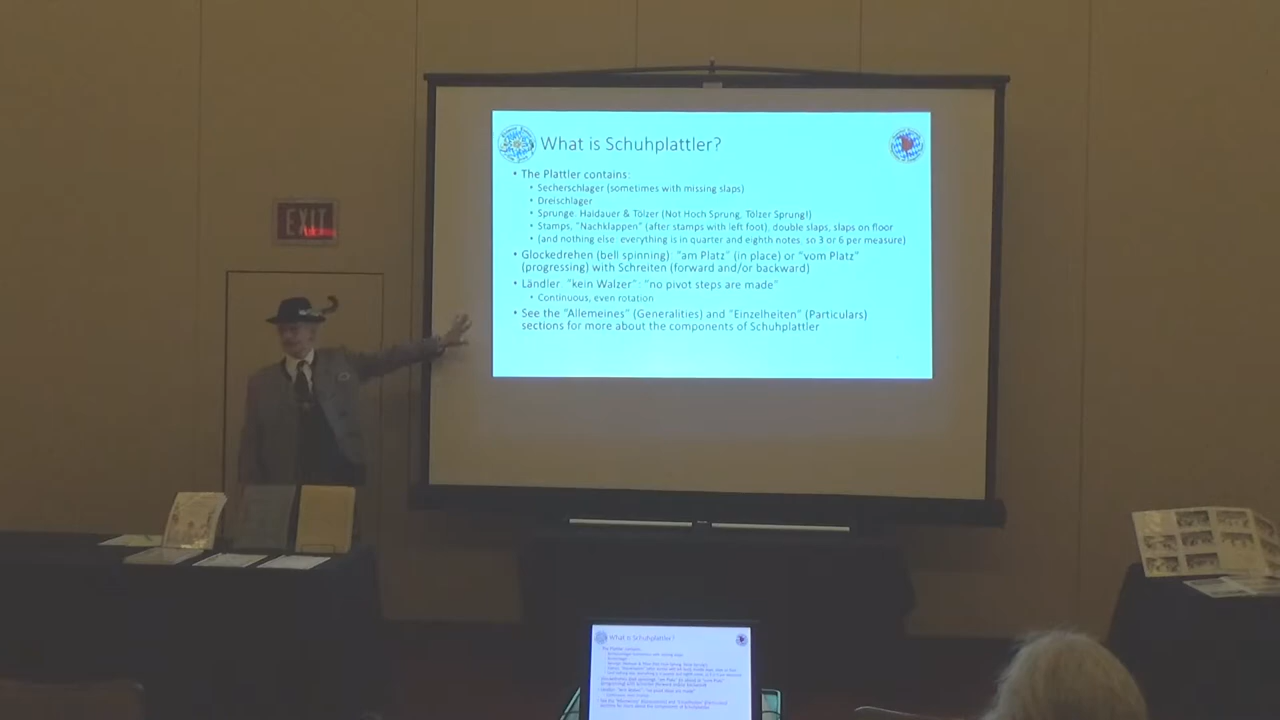 EXIT
What is Schuhplattler?
• The Plattler contains:
• Secherschlager (sometimes with missing slaps)
• Dreischlager
• Sprunge: Haidauer & Tölzer (Not Hoch Sprung, Tölzer Sprung!)
• Stamps, "Nachklappen" (after stamps with left foot), double slaps, slaps on floor
• (and nothing else: everything is in quarter and eighth notes, so 3 or 6 per measure)
• Glockedrehen (bell spinning): "am Platz" (in place) or "vom Platz"
(progressing) with Schreiten (forward and/or backward)
• Ländler: "kein Walzer": "no pivot steps are made"
• Continuous, even rotation
• See the "Allemeines" (Generalities) and "Einzelheiten" (Particulars)
sections for more about the components of Schuhplattler
What is Schuhplattler?